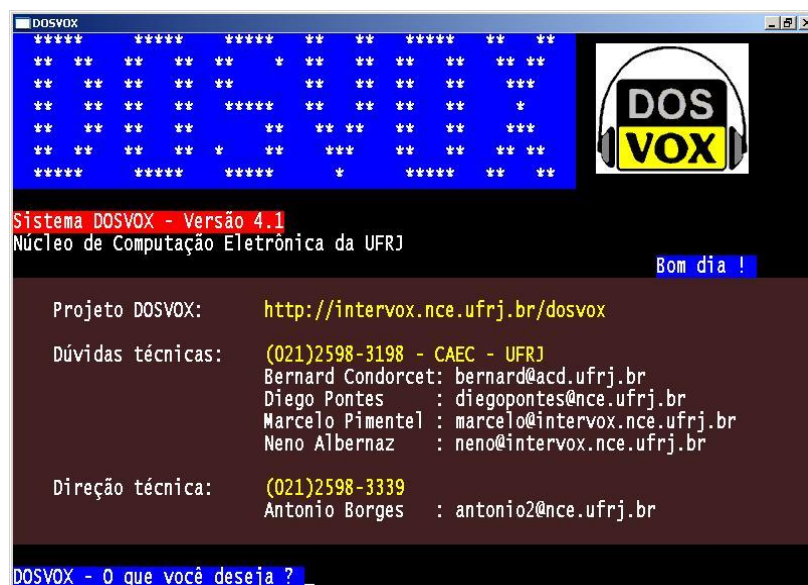 DOSVOX
DOSVOX
DOS
VOX
Sistema DOSVOX - Versão 4.1
Núcleo de Computação Eletrônica da UFRJ
Bom dia !
Projeto DOSVOX: http://intervox.nce.ufrj.br/dosvox
Dúvidas técnicas: (021)2598-3198 - CAEC - UFRJ
Bernard Condorcet: bernard@acd.ufrj.br
Diego Pontes : diegopontes@nce.ufrj.br
Marcelo Pimentel : marcelo@intervox.nce.ufrj.br
Neno Albernaz : neno@intervox.nce.ufrj.br
Direção técnica: (021)2598-3339
Antonio Borges : antonio2@nce.ufrj.br
DOSVOX - O que você deseja ? _